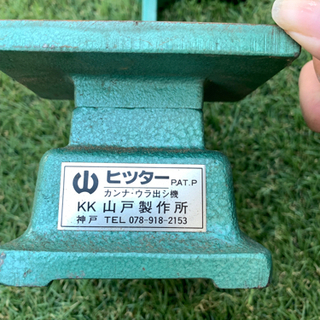 ヒッター PAT.P
カンナ・ウラ出シ機
KK 山戸製作所
神戸 TEL 078-918-2153